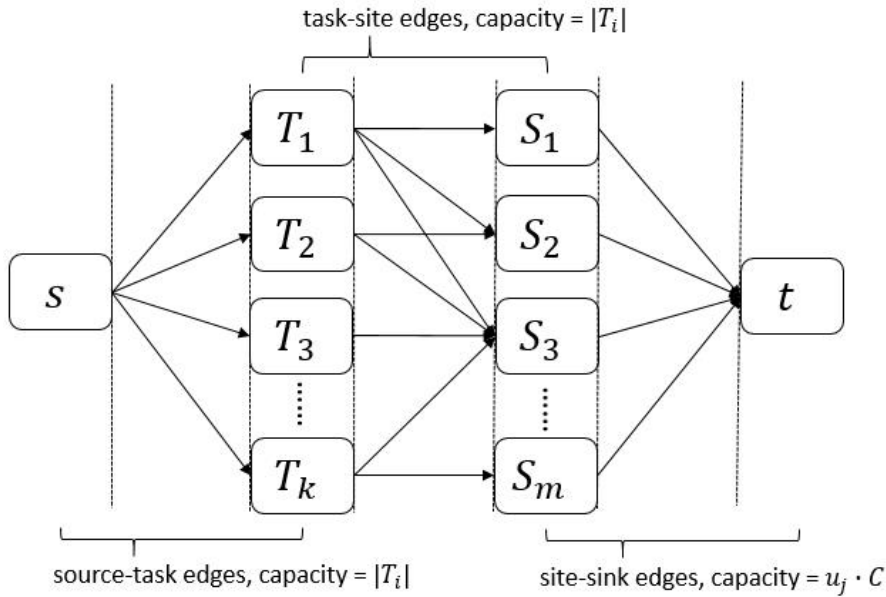 task-site edges, capacity = |T_i|
T_1
S_1
T_2
S_2
s
t
T_3
S_3
T_k
S_m
source-task edges, capacity = |T_i|
site-sink edges, capacity = u_j · C